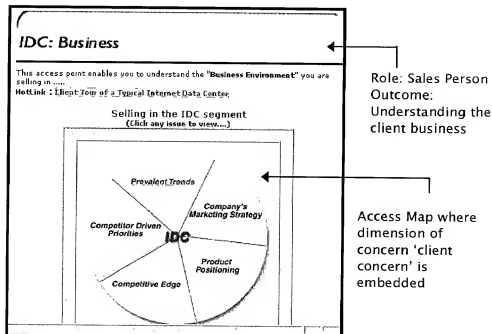 IDC: Business
This access point enables you to understand the "Business Environment" you are
selling in .....
HotLink : Client Tour of a Typical Internet Data Center
Selling in the IDC segment
(Click any issue to view....)
Prevalent Trends
Company's
Marketing Strategy
Competitor Driven
Priorities
IDC
Product
Positioning
Competitive Edge
Role: Sales Person
Outcome:
Understanding the
client business
Access Map where
dimension of
concern 'client
concern' is
embedded